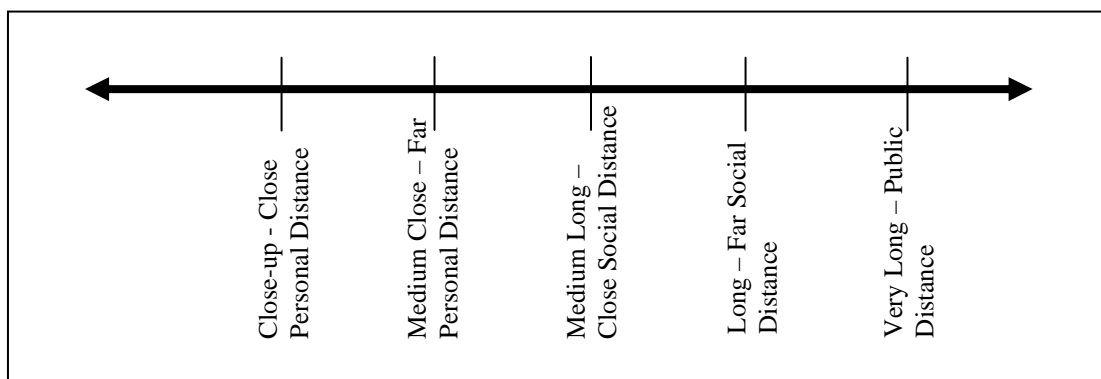 Close-up - Close
Personal Distance
Medium Close – Far
Personal Distance
Medium Long –
Close Social Distance
Long – Far Social
Distance
Very Long – Public
Distance